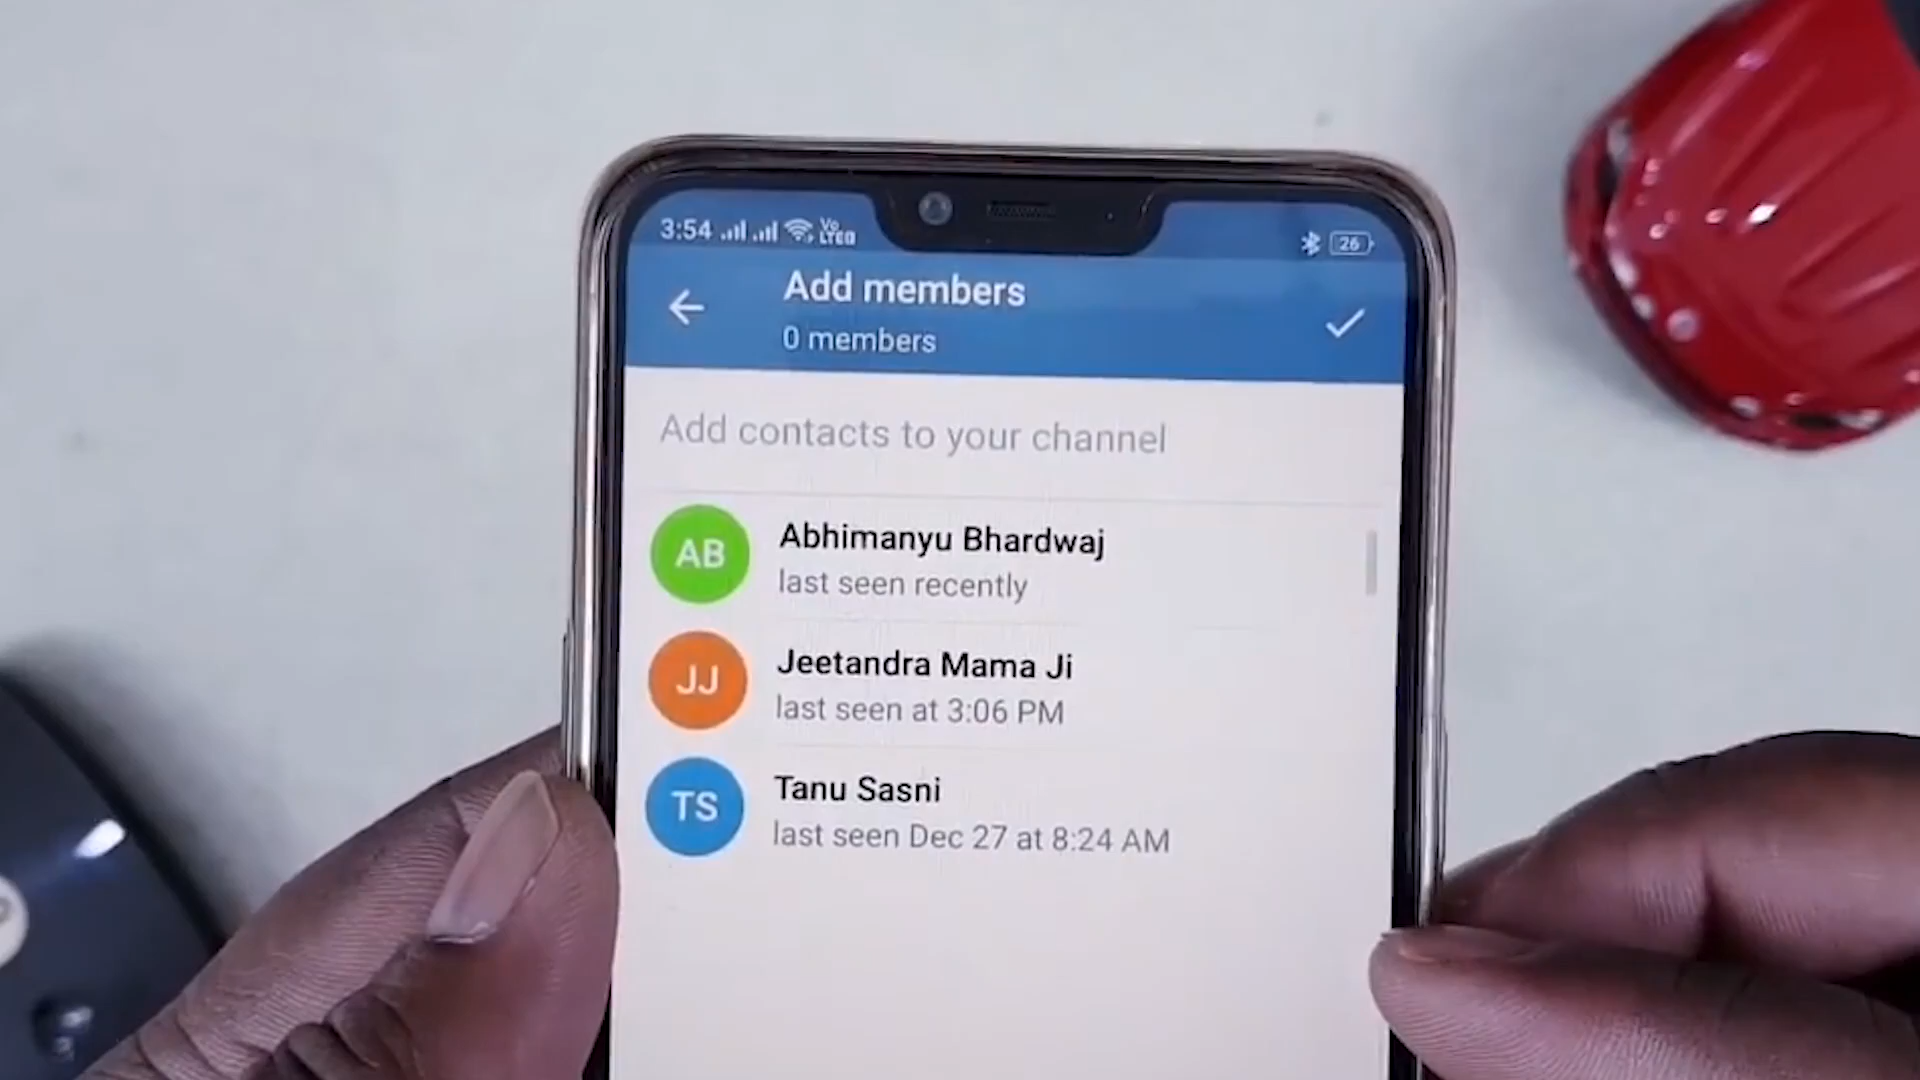 3:54 Vo LTE
26
Add members
0 members
Add contacts to your channel
AB
Abhimanyu Bhardwaj
last seen recently
JJ
Jeetandra Mama Ji
last seen at 3:06 PM
TS
Tanu Sasni
last seen Dec 27 at 8:24 AM